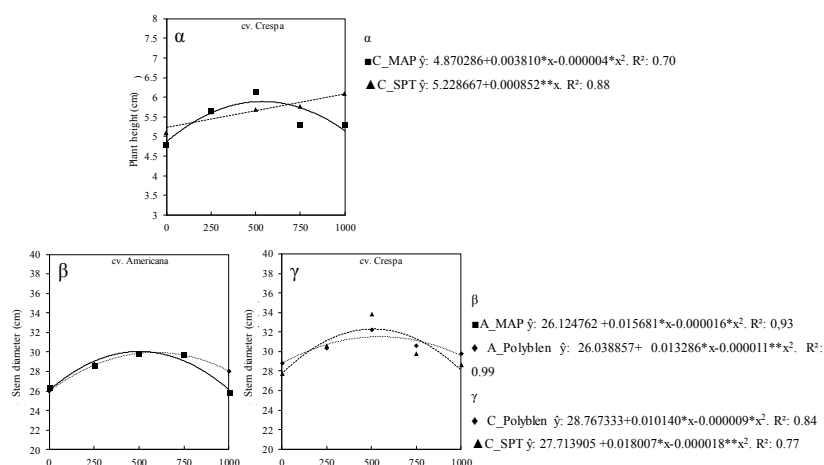 cv. Crespa
α
Plant height (cm)
8
7.5
7
6.5
6
5.5
5
4.5
4
3.5
3
0 250 500 750 1000
α
■C_MAP ŷ: 4.870286+0.003810*x-0.000004*x². R²: 0.70
▲C_SPT ŷ: 5.228667+0.000852**x. R²: 0.88
cv. Americana
β
Stem diameter (cm)
40
38
36
34
32
30
28
26
24
22
20
0 250 500 750 1000
cv. Crespa
γ
Stem diameter (cm)
40
38
36
34
32
30
28
26
24
22
20
0 250 500 750 1000
β
■A_MAP ŷ: 26.124762 +0.015681*x-0.000016*x². R²: 0,93
♦ A_Polyblen ŷ: 26.038857+ 0.013286*x-0.000011**x². R²:
0.99
γ
♦ C_Polyblen ŷ: 28.767333+0.010140*x-0.000009*x². R²: 0.84
▲C_SPT ŷ: 27.713905 +0.018007*x-0.000018**x². R²: 0.77